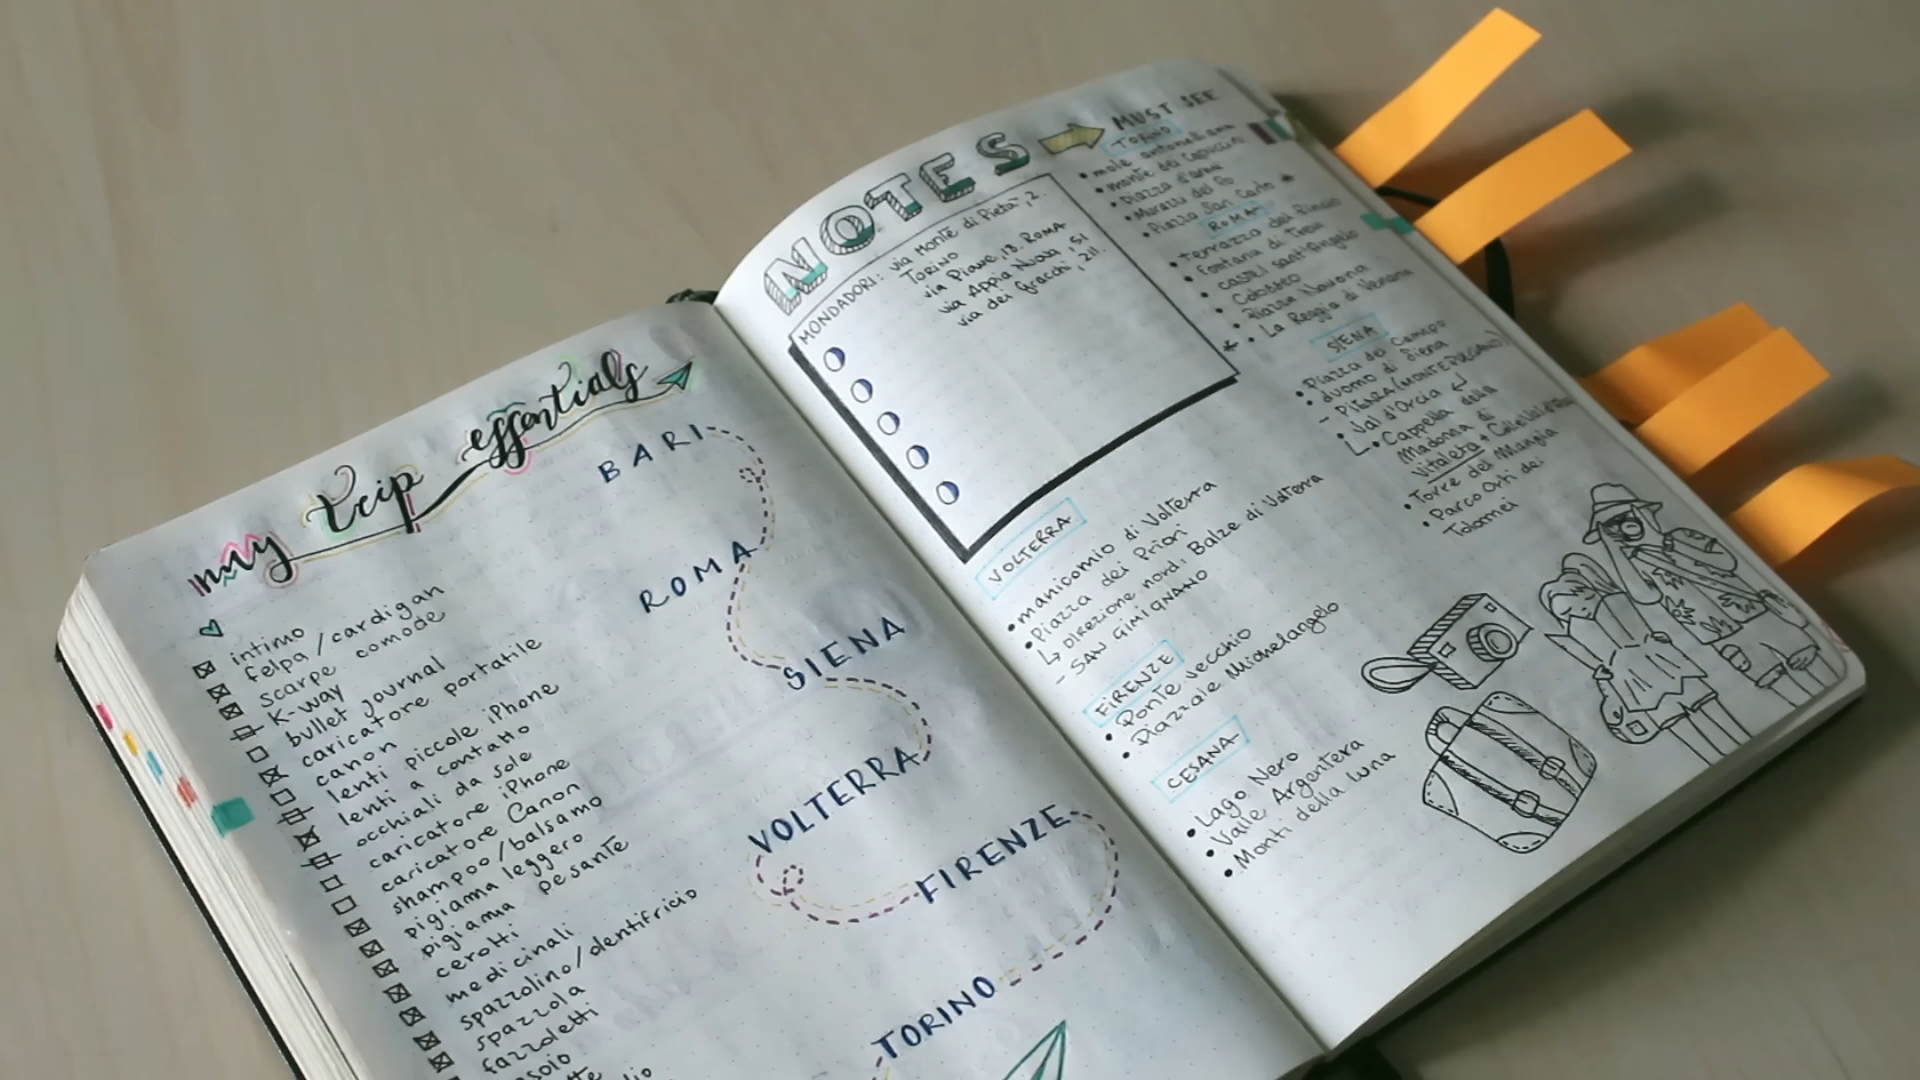 my trip essentials
intimo
felpa/cardigan
scarpe comode
K-way
bullet journal
caricatore portatile
canon
lenti piccole iPhone
lenti a contatto
occhiali da sole
caricatore iPhone
caricatore Canon
shampoo/balsamo
pigiama leggero
pigiama pesante
cerotti
medicinali
spazzolino/dentifricio
spazzola
fazzoletti
BARI
ROMA
SIENA
VOLTERRA
FIRENZE
TORINO
NOTES
MONDADORI: via Monte di Pietà, 2.
TORINO
via Piave, 18. ROMA
via Appia Nuova, 51
via dei Gracchi, 211.
VOLTERRA
• manicomio di Volterra
• Piazza dei Priori
↳ direzione nord, Balze di Volterra
- SAN GIMIGNANO
FIRENZE
• Ponte Vecchio
• Piazzale Michelangelo
CESANA
• Lago Nero
• Valle Argentera
• Monti della luna
MUST SEE
TORINO
• mole antonelliana
• monte dei Capuccini
• Piazza d'armi
• Murazzi del Po
• Piazza San Carlo
ROMA
• terrazza del Pincio
• fontana di Trevi
• castel sant'Angelo
• Colosseo
• Piazza Navona
• La Reggia di Venaria
SIENA
• Piazza del Campo
• duomo di Siena
- PIENZA (MONTEPULCIANO)
• Val d'Orcia
↳ • Cappella della
Madonna di
Vitaleta + Colle Val d'Elsa
• Torre del Mangia
• Parco Orti dei
Tolomei